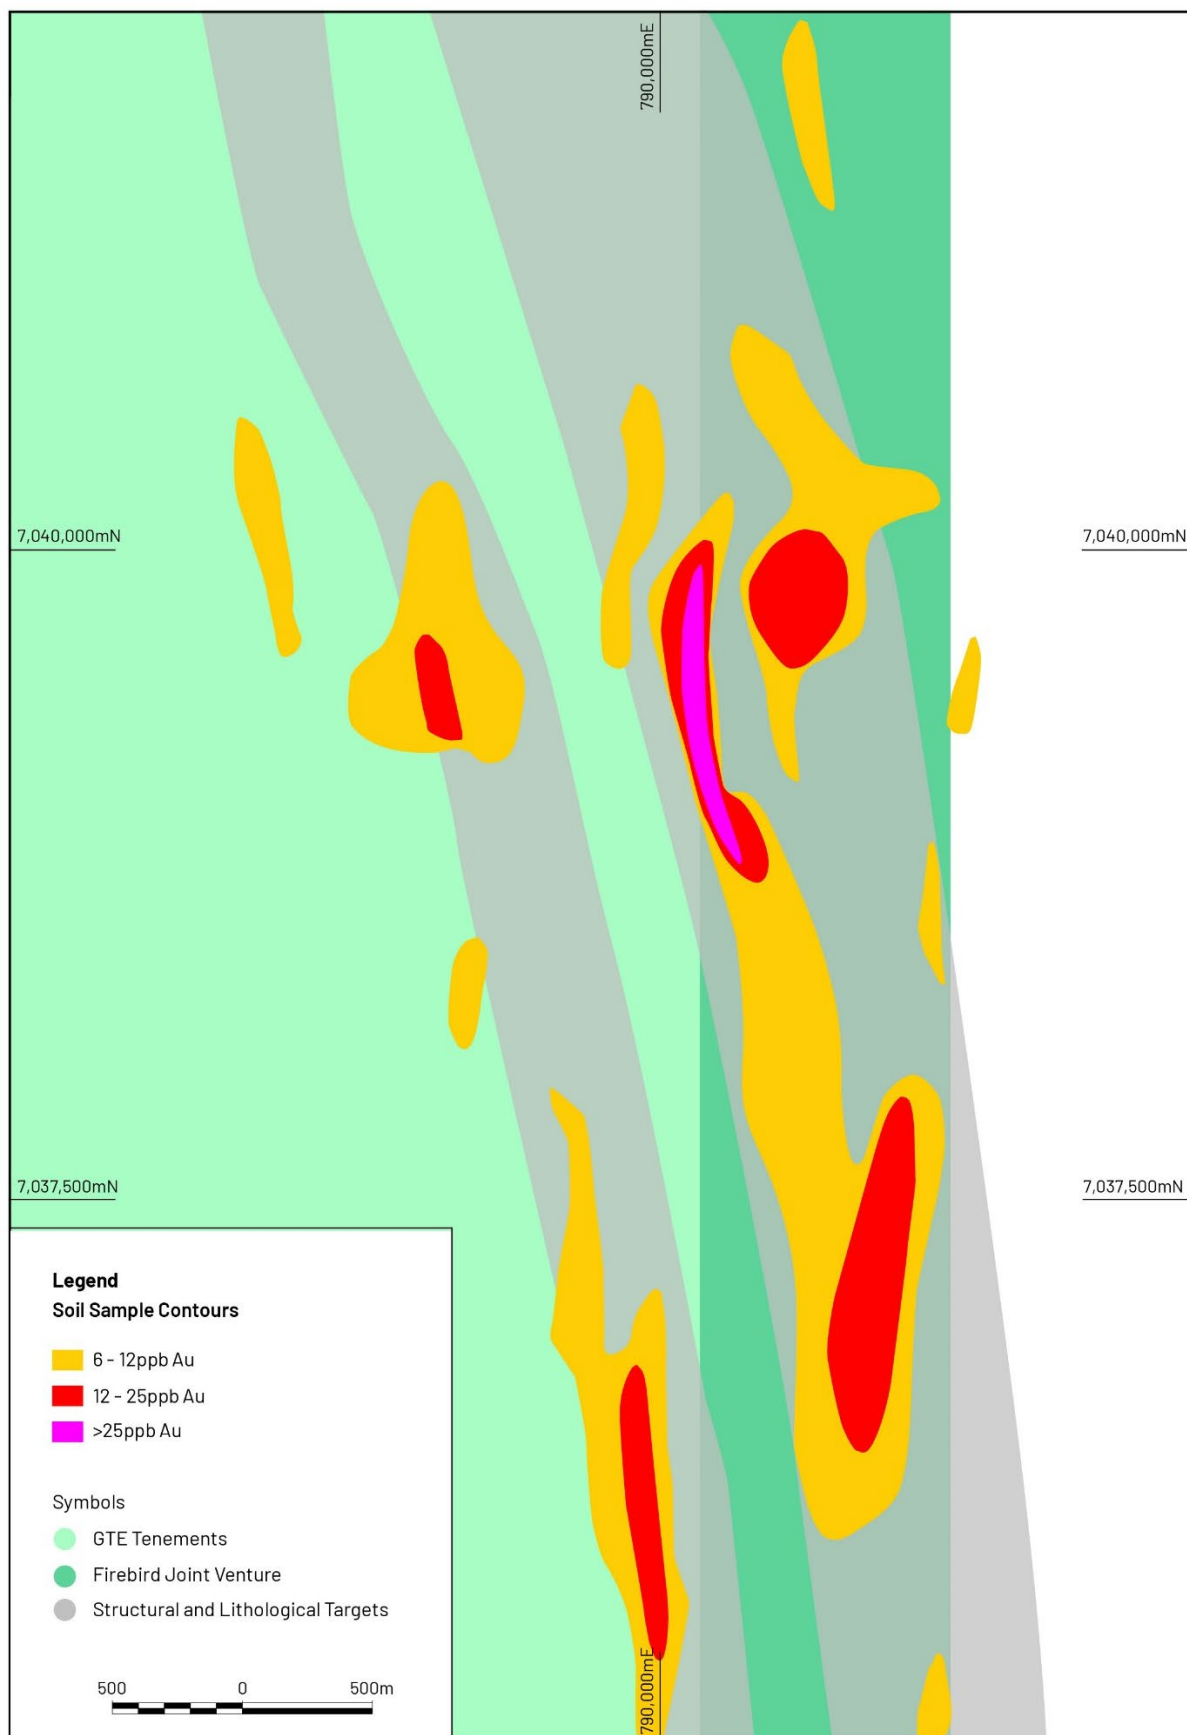 790,000mE
7,040,000mN
7,040,000mN
7,037,500mN
7,037,500mN
Legend
Soil Sample Contours
6 - 12ppb Au
12 - 25ppb Au
>25ppb Au
Symbols
GTE Tenements
Firebird Joint Venture
Structural and Lithological Targets
500 0 500m
790,000mE